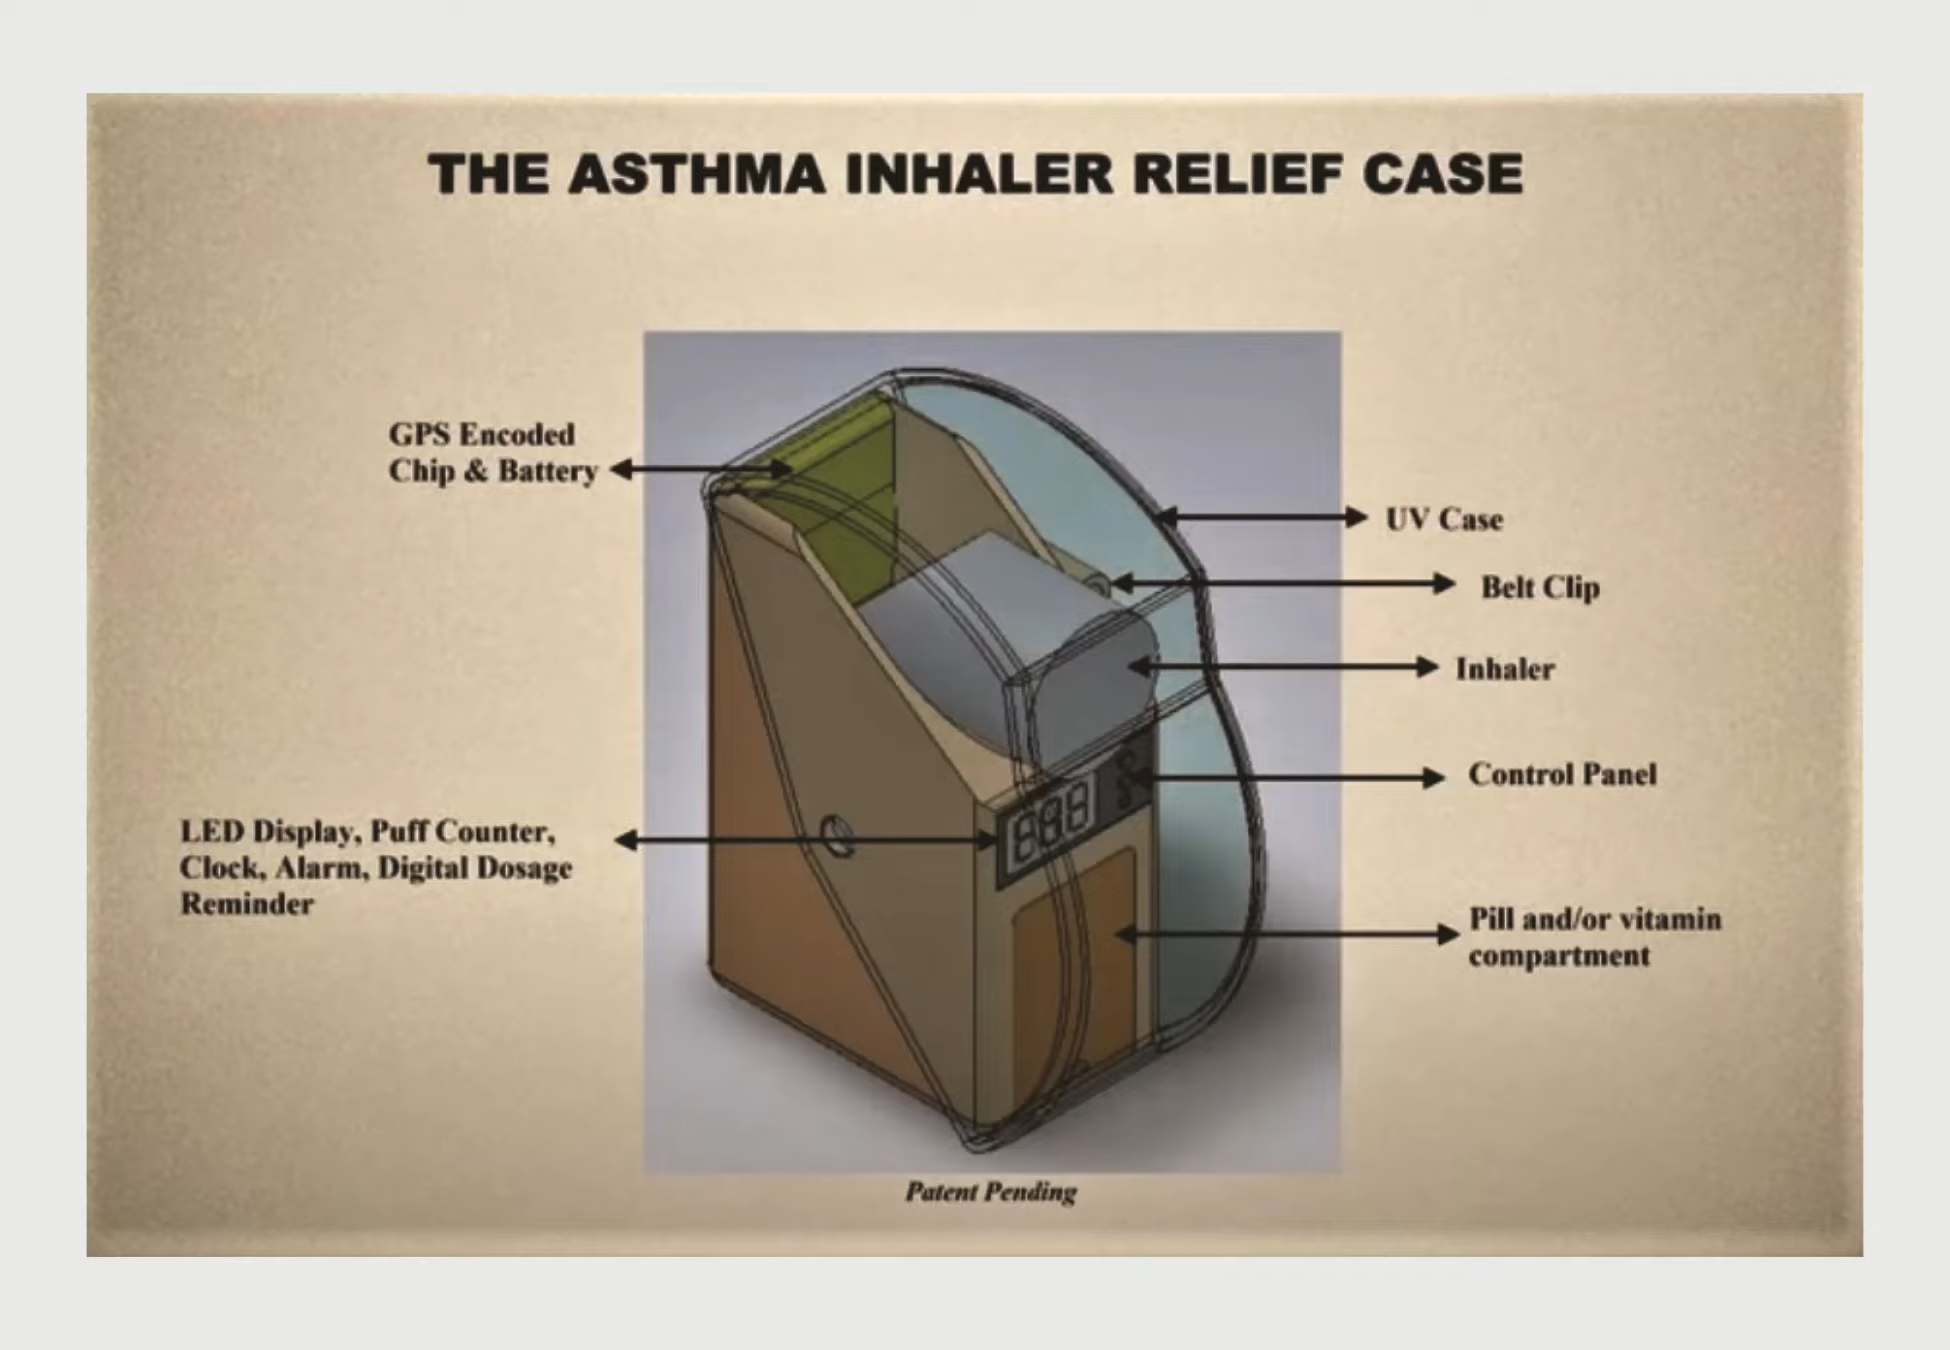 THE ASTHMA INHALER RELIEF CASE
GPS Encoded
Chip & Battery
UV Case
Belt Clip
Inhaler
Control Panel
LED Display, Puff Counter,
Clock, Alarm, Digital Dosage
Reminder
888
Pill and/or vitamin
compartment
Patent Pending